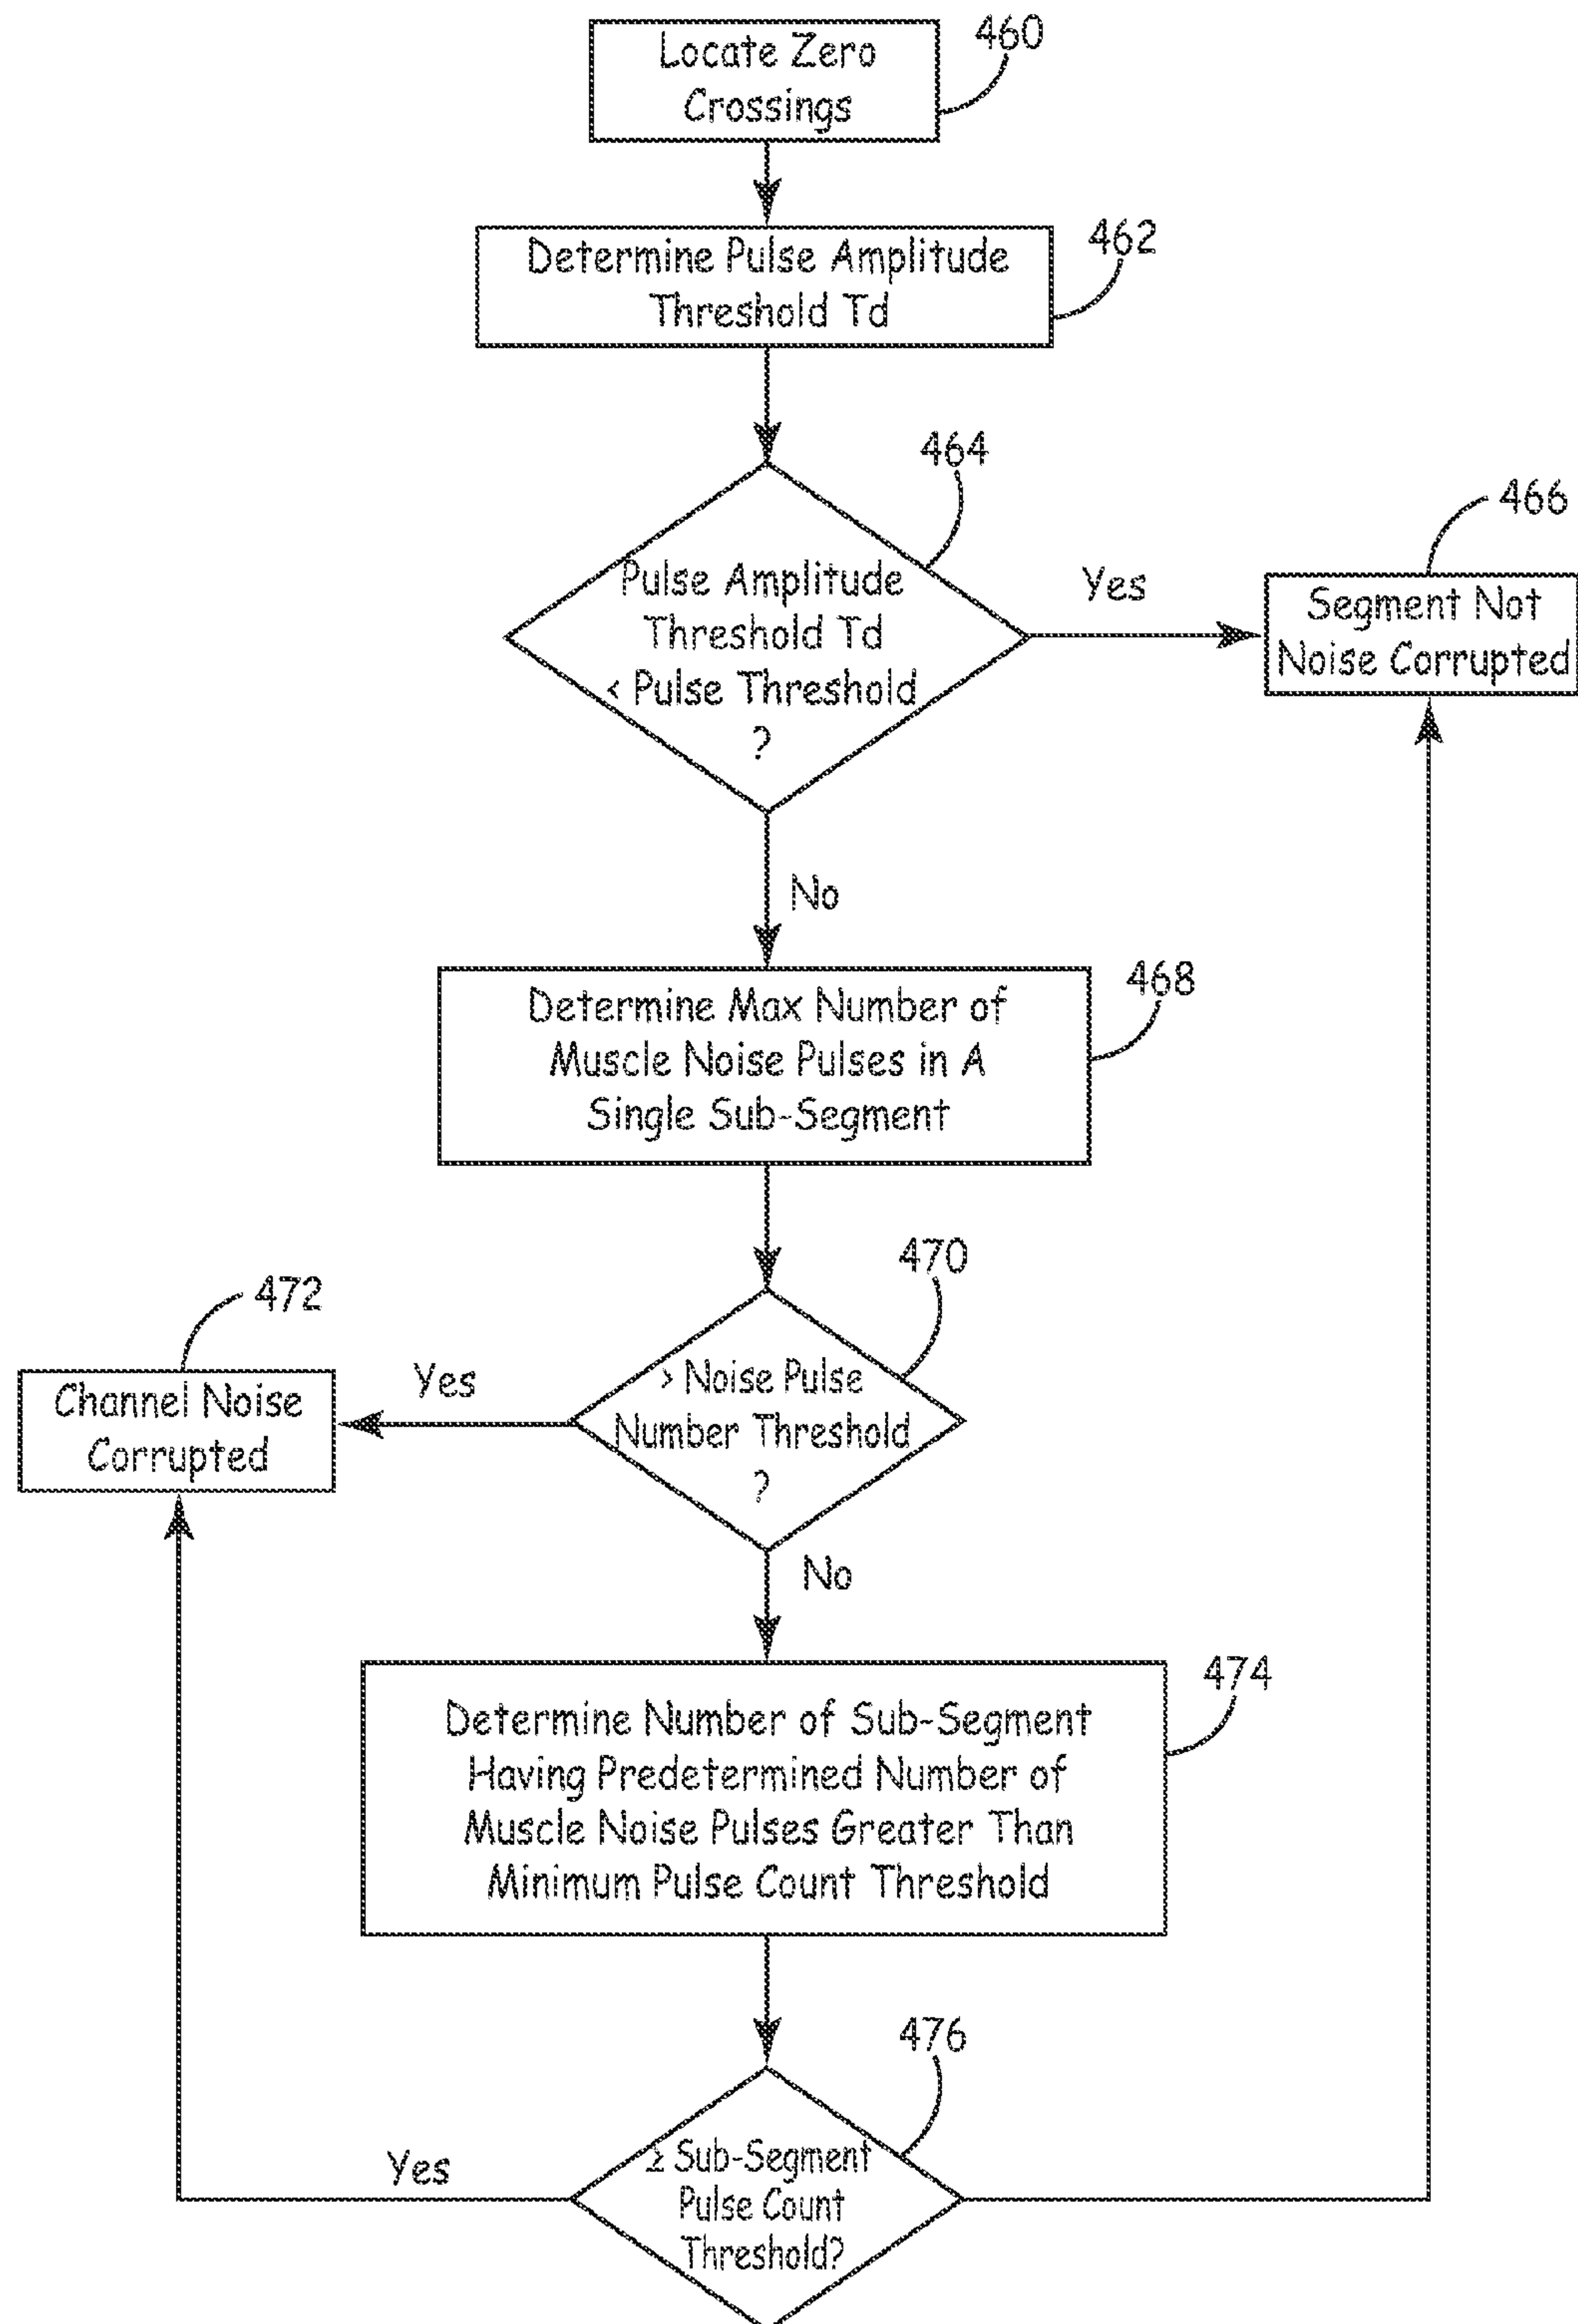 Locate Zero
Crossings
460
Determine Pulse Amplitude
Threshold Td
462
464
Pulse Amplitude
Threshold Td
< Pulse Threshold
?
Yes
466
Segment Not
Noise Corrupted
No
468
Determine Max Number of
Muscle Noise Pulses in A
Single Sub-Segment
470
> Noise Pulse
Number Threshold
?
Yes
472
Channel Noise
Corrupted
No
474
Determine Number of Sub-Segment
Having Predetermined Number of
Muscle Noise Pulses Greater Than
Minimum Pulse Count Threshold
476
≥ Sub-Segment
Pulse Count
Threshold?
Yes